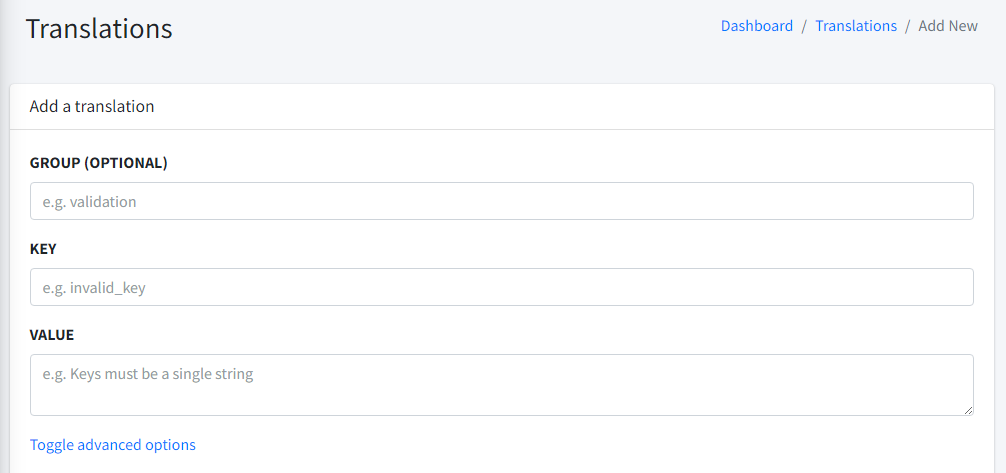 Translations
Dashboard / Translations / Add New
Add a translation
GROUP (OPTIONAL)
e.g. validation
KEY
e.g. invalid_key
VALUE
e.g. Keys must be a single string
Toggle advanced options